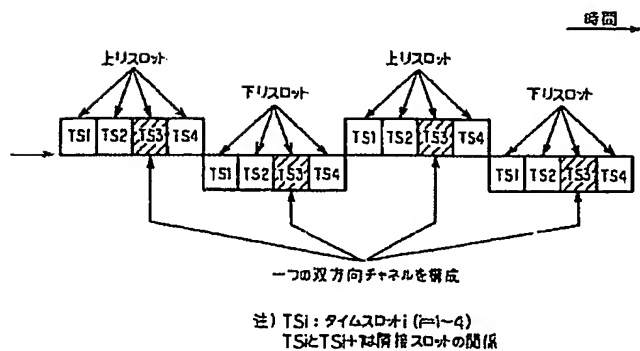 時間
上りスロット
上りスロット
下りスロット
下りスロット
TS1 TS2 TS3 TS4
TS1 TS2 TS3 TS4
TS1 TS2 TS3 TS4
TS1 TS2 TS3 TS4
一つの双方向チャネルを構成
注) TSi : タイムスロットi (i=1~4)
TSiとTSi+1は隣接スロットの関係